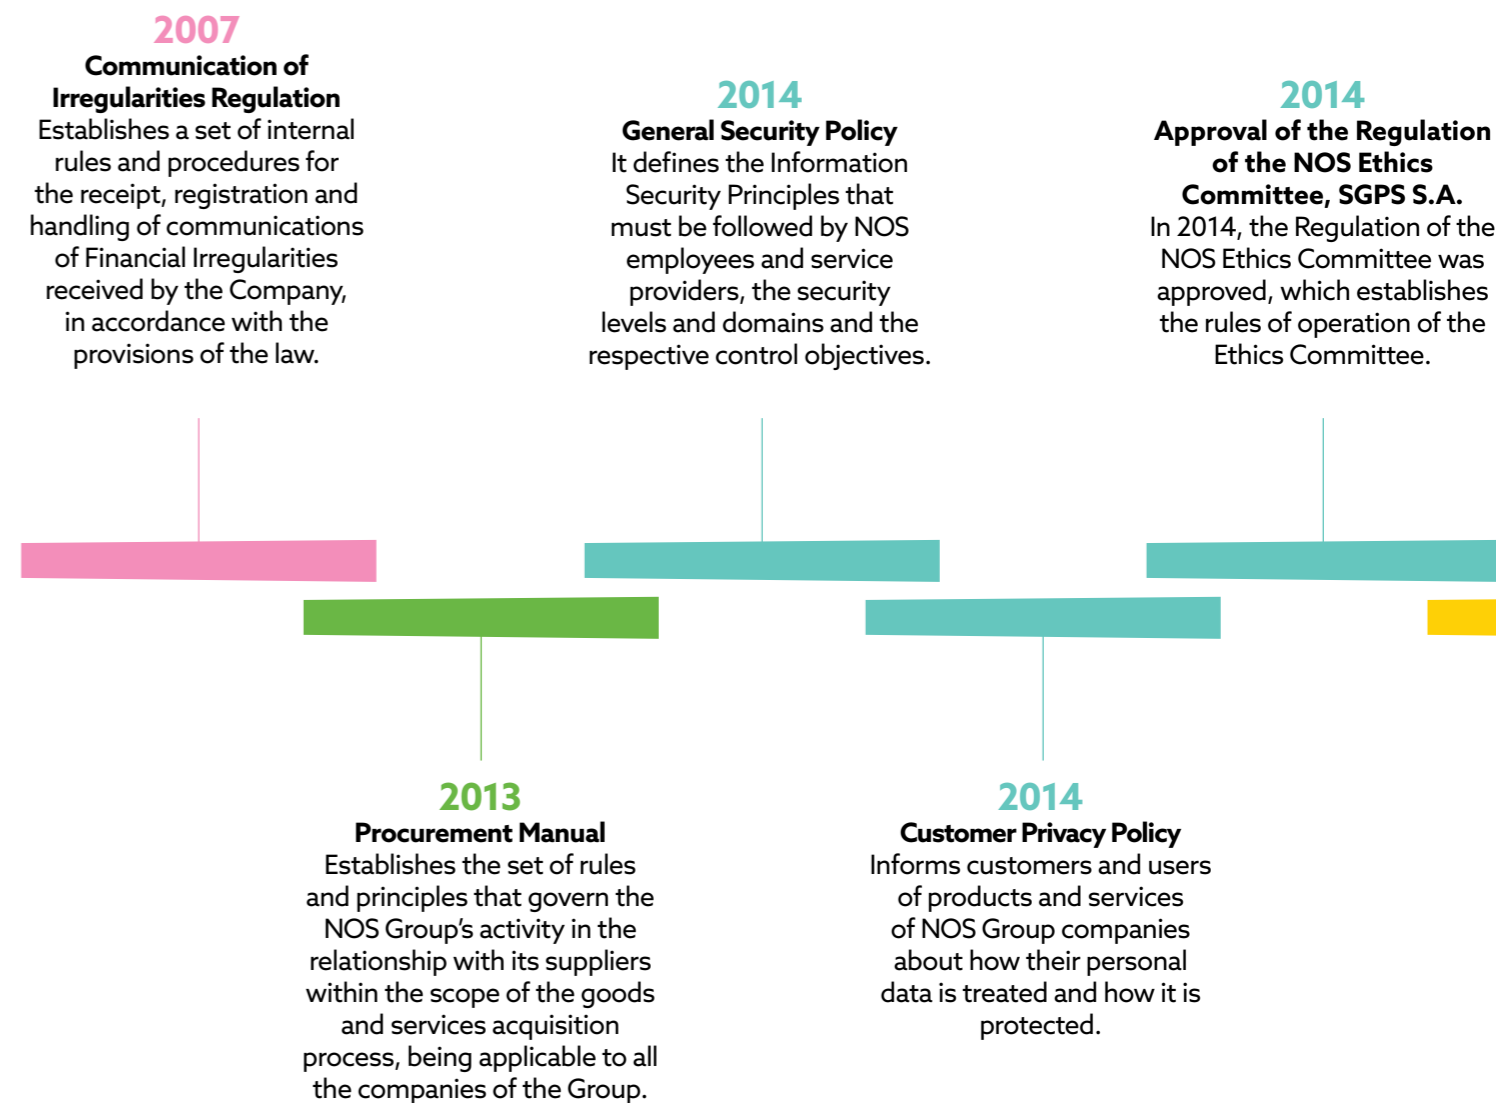 2007
Communication of
Irregularities Regulation
Establishes a set of internal
rules and procedures for
the receipt, registration and
handling of communications
of Financial Irregularities
received by the Company,
in accordance with the
provisions of the law.
2013
Procurement Manual
Establishes the set of rules
and principles that govern the
NOS Group's activity in the
relationship with its suppliers
within the scope of the goods
and services acquisition
process, being applicable to all
the companies of the Group.
2014
General Security Policy
It defines the Information
Security Principles that
must be followed by NOS
employees and service
providers, the security
levels and domains and the
respective control objectives.
2014
Customer Privacy Policy
Informs customers and users
of products and services
of NOS Group companies
about how their personal
data is treated and how it is
protected.
2014
Approval of the Regulation
of the NOS Ethics
Committee, SGPS S.A.
In 2014, the Regulation of the
NOS Ethics Committee was
approved, which establishes
the rules of operation of the
Ethics Committee.